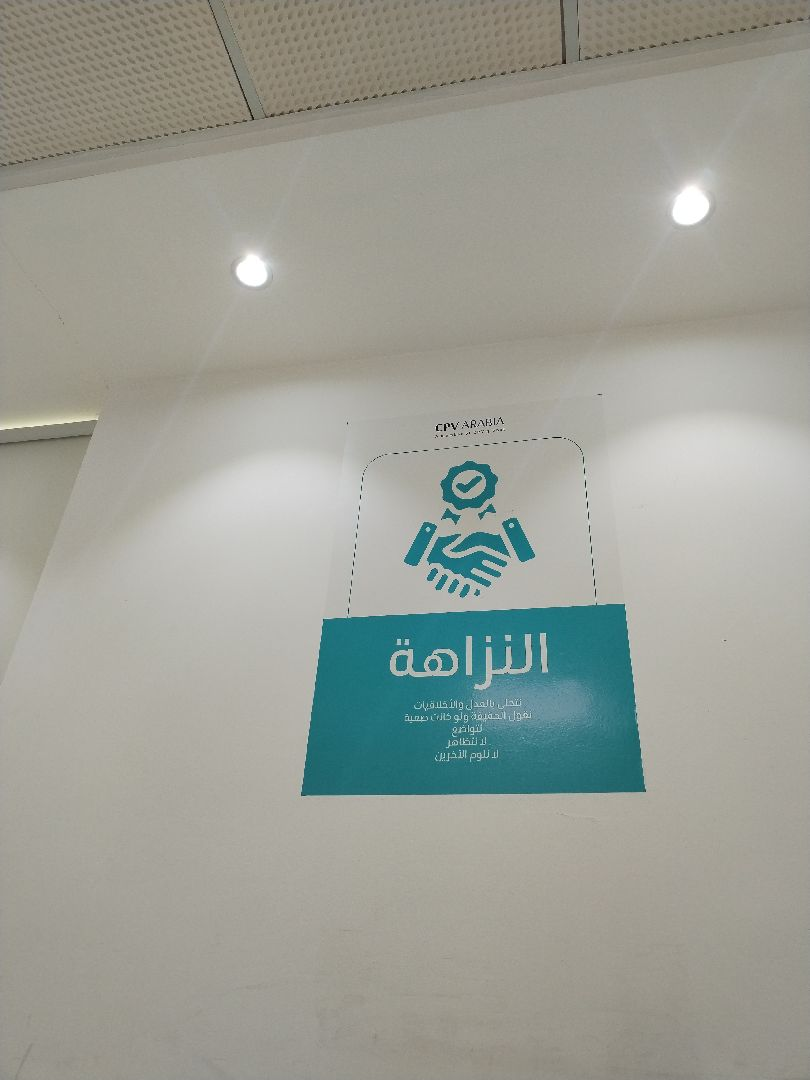 CPV ARABIA
النزاهة
نتحلى بالعدل والأخلاقيات
نقول الحقيقة ولو كانت صعبة
نتواضع
لا نتظاهر
لا نلوم الآخرين